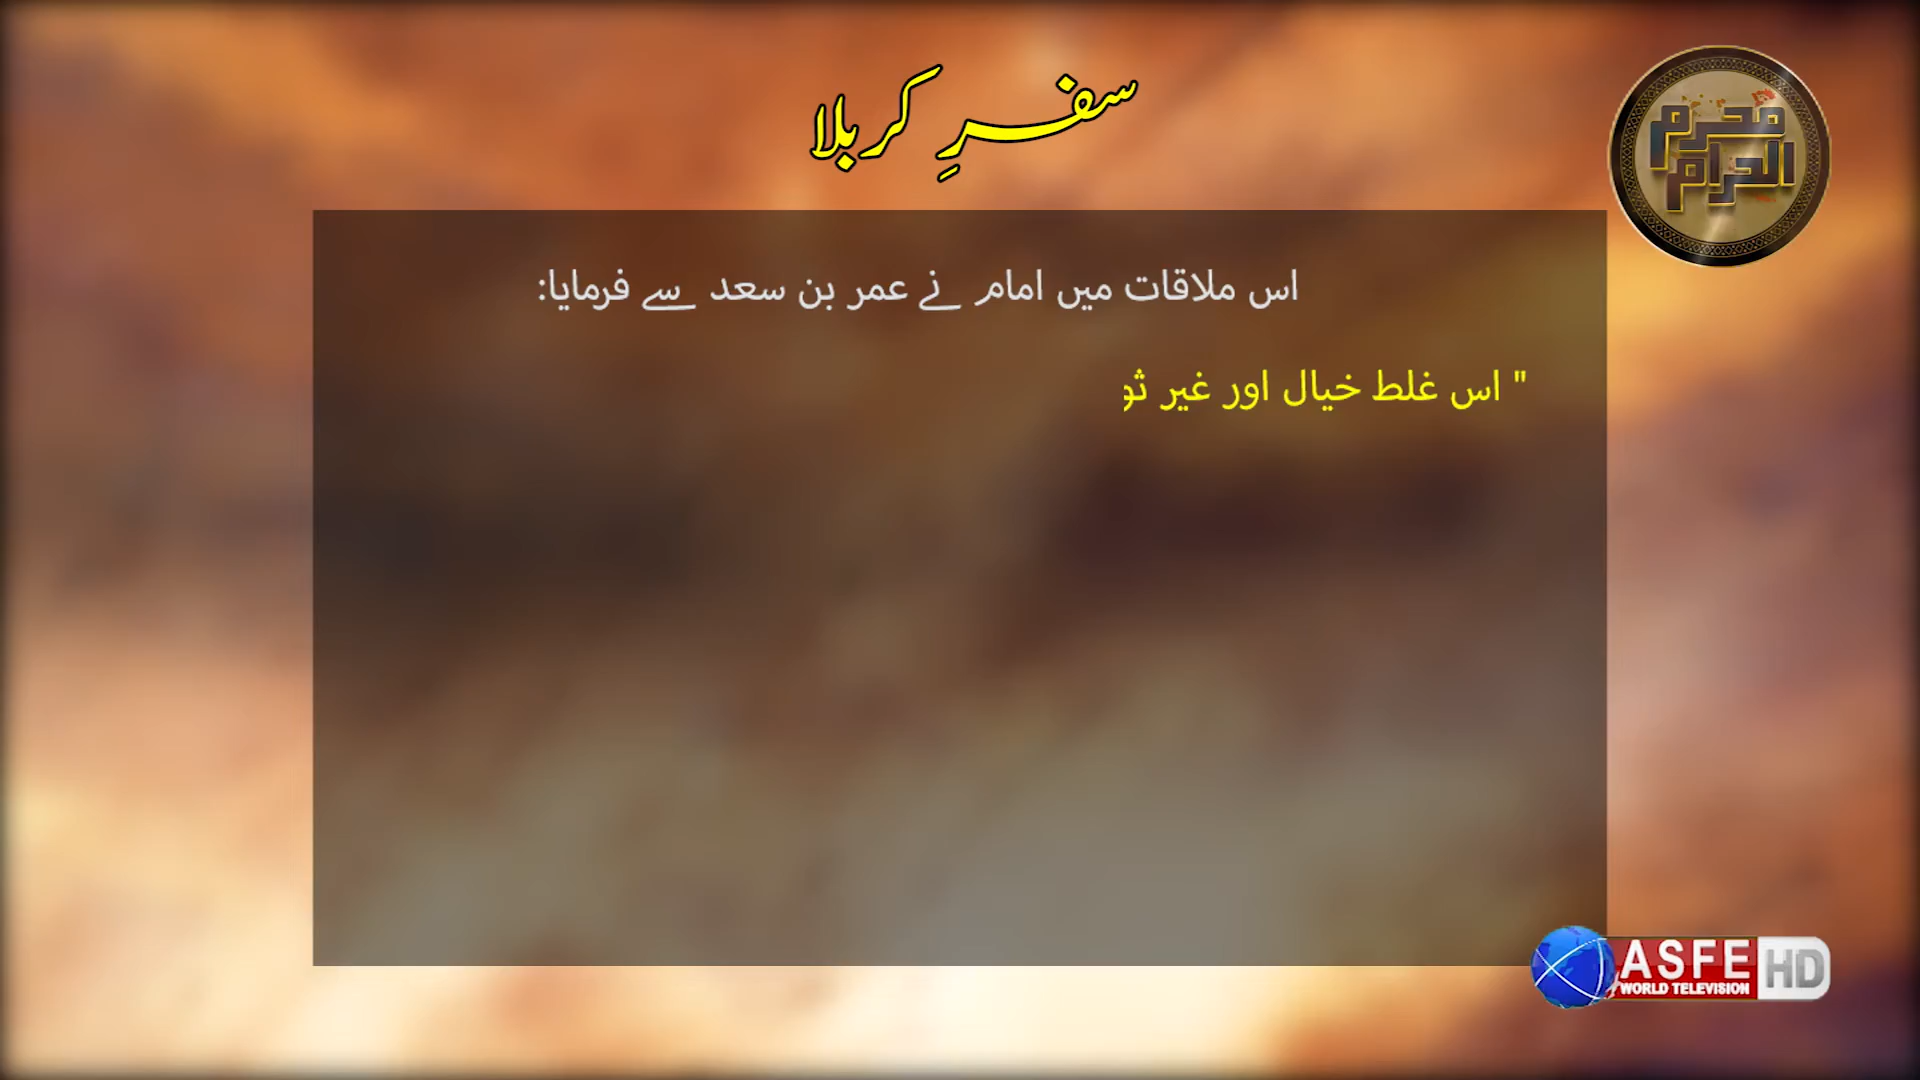 سفرِ کربلا
محرم
الحرام
اس ملاقات میں امام نے عمر بن سعد سے فرمایا:
" اس غلط خیال اور غیر
ASFE HD
WORLD TELEVISION